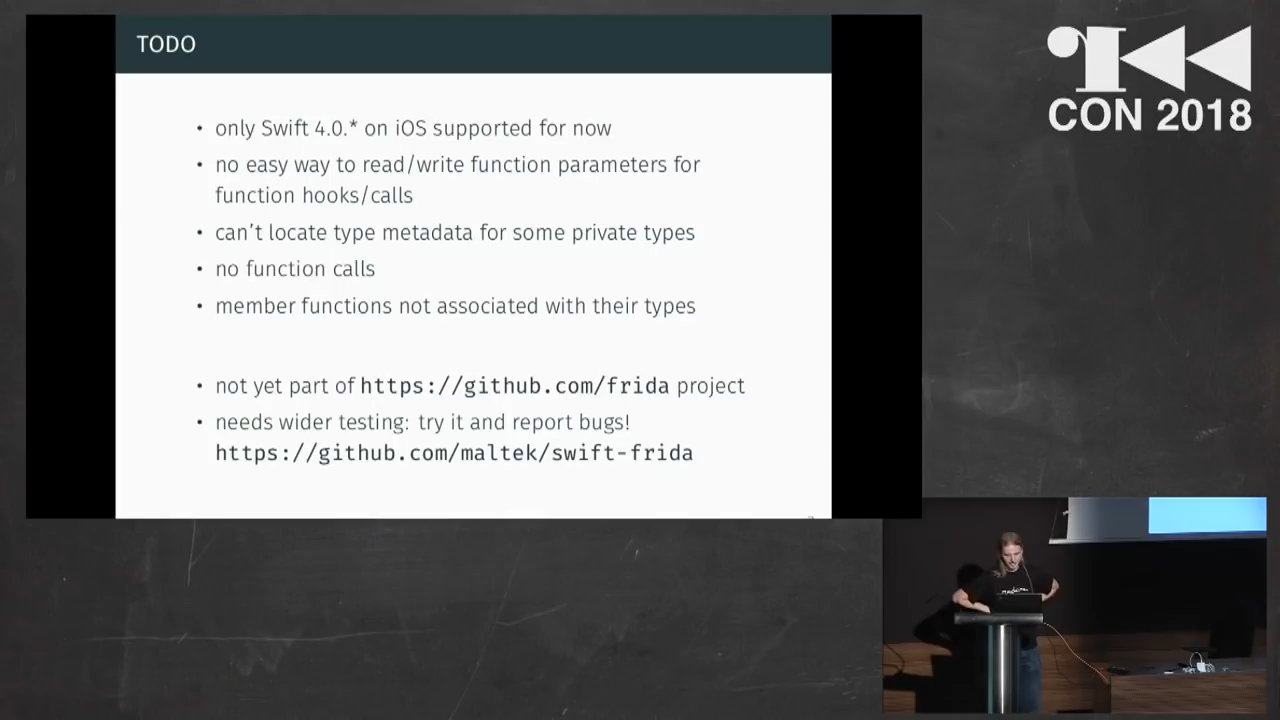 TODO
• only Swift 4.0.* on iOS supported for now
• no easy way to read/write function parameters for
function hooks/calls
• can't locate type metadata for some private types
• no function calls
• member functions not associated with their types
• not yet part of https://github.com/frida project
• needs wider testing: try it and report bugs!
https://github.com/maltek/swift-frida
CON 2018